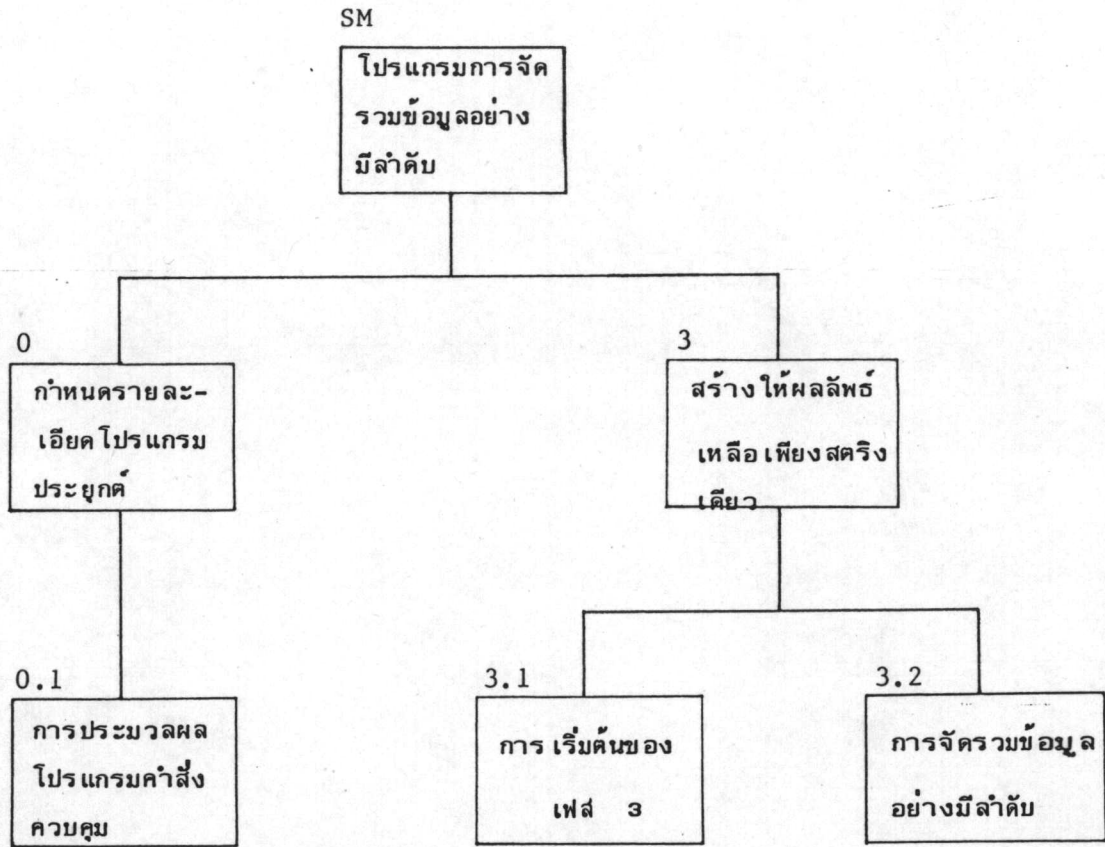 SM
โปรแกรมการจัด
รวมข้อมูลอย่าง
มีลำดับ
0
กำหนดรายละ-
เอียดโปรแกรม
ประยุกต์
3
สร้างให้ผลลัพธ์
เหลือเพียงสตริง
เดียว
0.1
การประมวลผล
โปรแกรมคำสั่ง
ควบคุม
3.1
การเริ่มต้นของ
เฟส 3
3.2
การจัดรวมข้อมูล
อย่างมีลำดับ